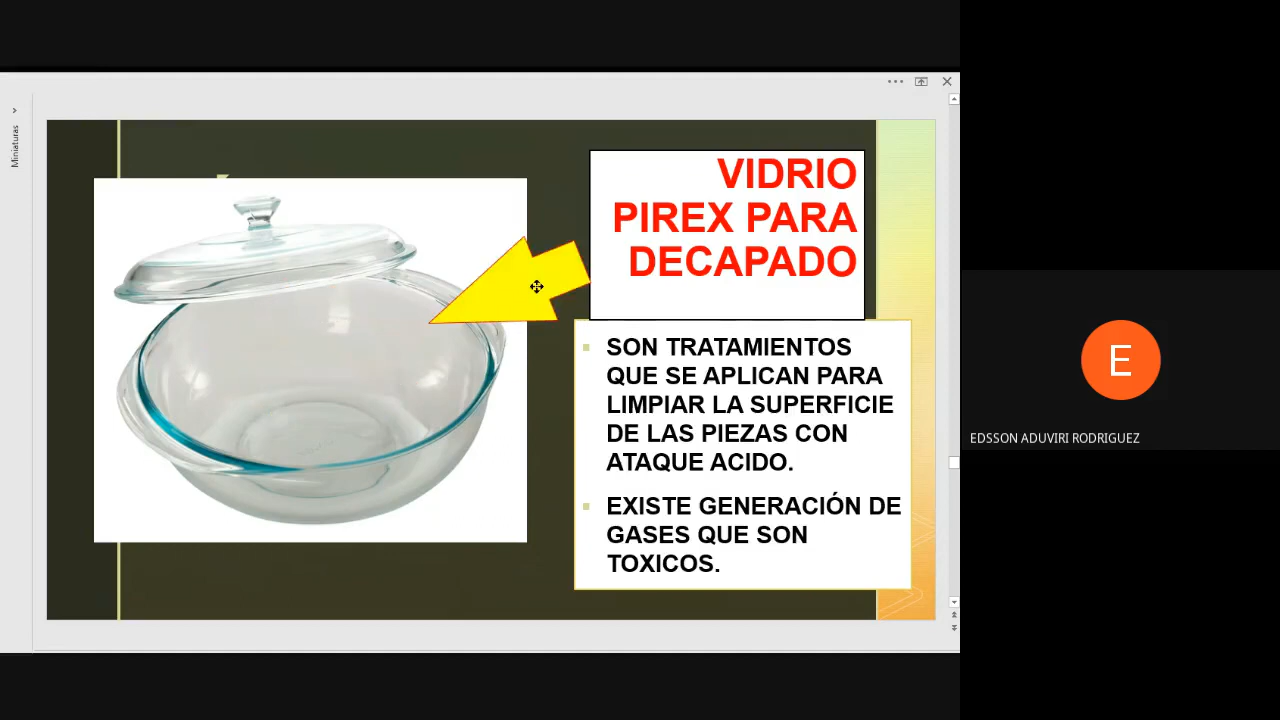 Miniaturas
VIDRIO
PIREX PARA
DECAPADO
SON TRATAMIENTOS
QUE SE APLICAN PARA
LIMPIAR LA SUPERFICIE
DE LAS PIEZAS CON
ATAQUE ACIDO.
EXISTE GENERACIÓN DE
GASES QUE SON
TOXICOS.
E
EDSSON ADUVIRI RODRIGUEZ